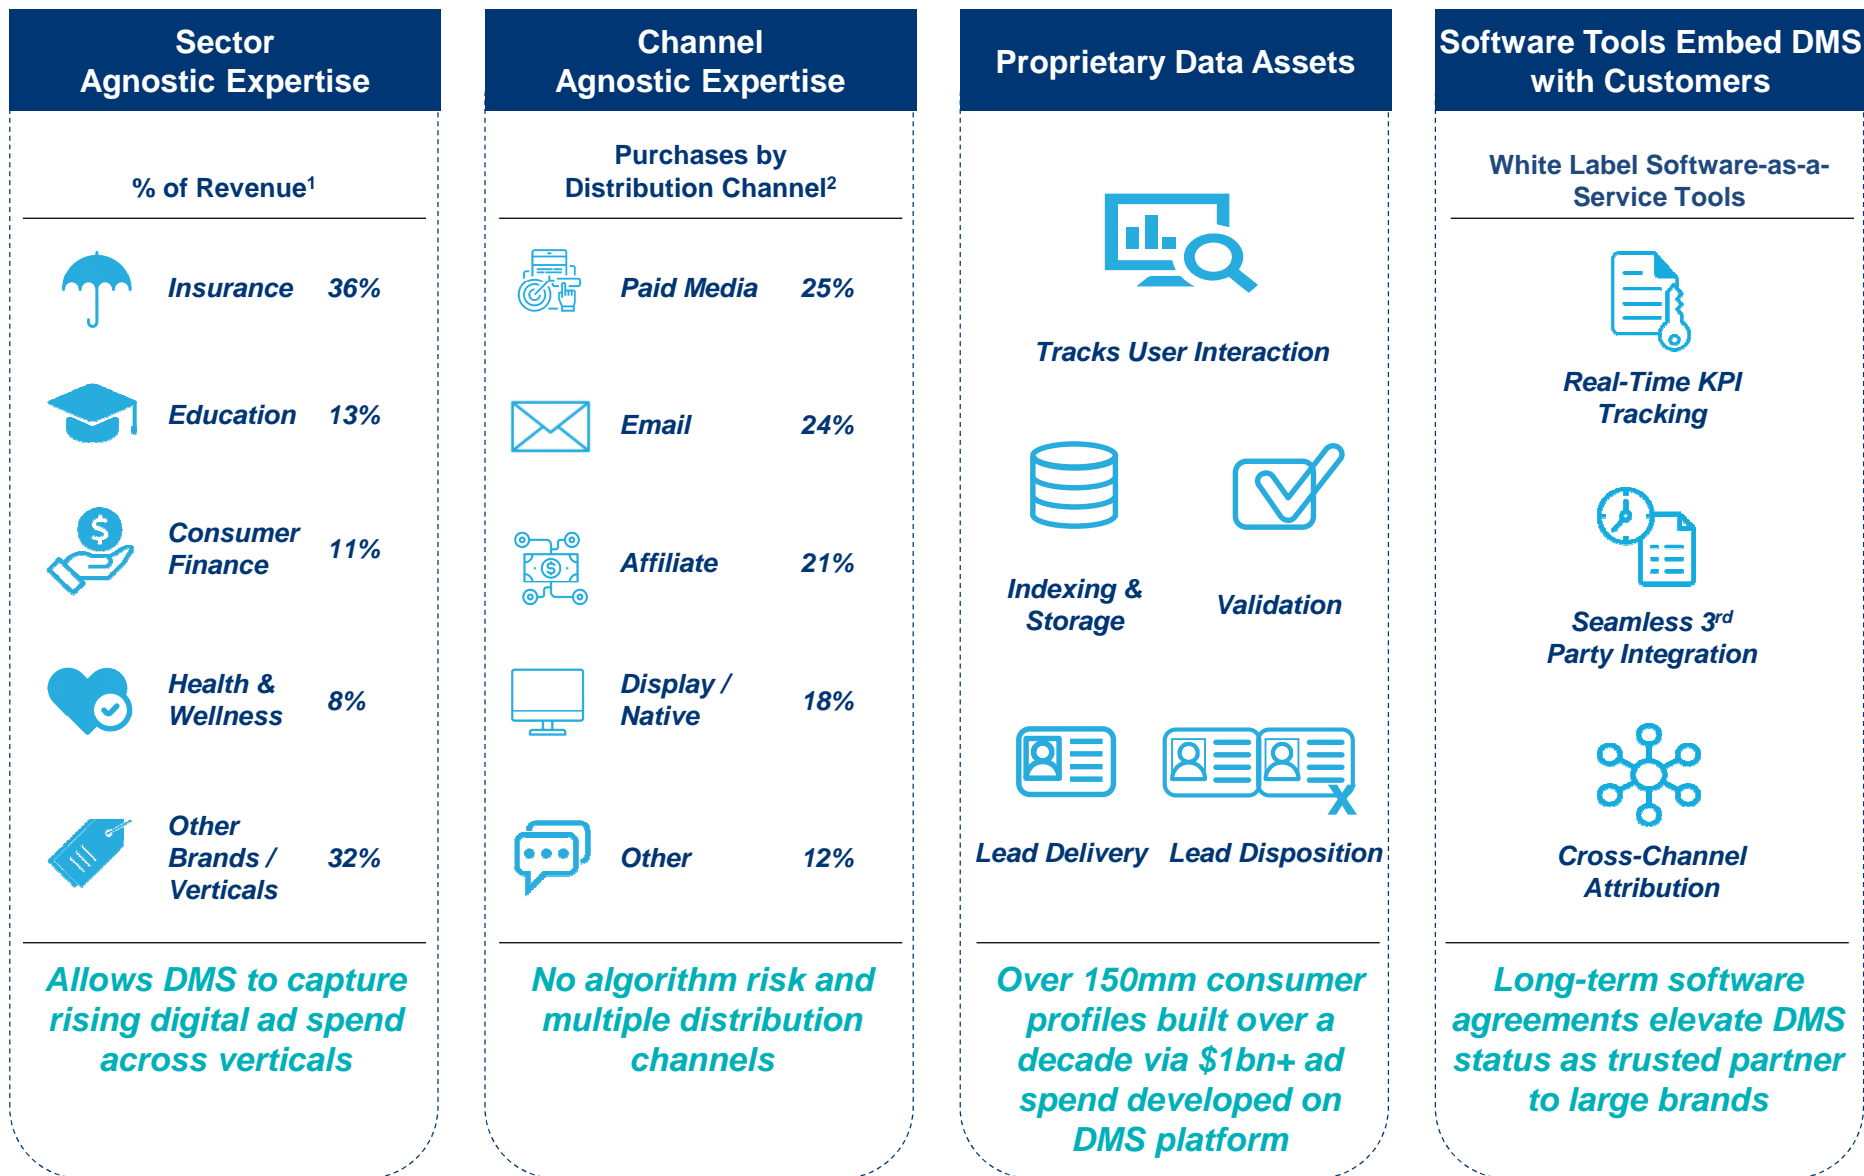 Sector
Agnostic Expertise
% of Revenue¹
Insurance 36%
Education 13%
Consumer
Finance
11%
Health &
Wellness
8%
Other
Brands /
Verticals
32%
Allows DMS to capture
rising digital ad spend
across verticals
Channel
Agnostic Expertise
Purchases by
Distribution Channel²
Paid Media 25%
Email 24%
Affiliate 21%
Display /
Native
18%
Other 12%
No algorithm risk and
multiple distribution
channels
Proprietary Data Assets
Tracks User Interaction
Indexing &
Storage
Validation
Lead Delivery
Lead Disposition
Over 150mm consumer
profiles built over a
decade via $1bn+ ad
spend developed on
DMS platform
Software Tools Embed DMS
with Customers
White Label Software-as-a-
Service Tools
Real-Time KPI
Tracking
Seamless 3rd
Party Integration
Cross-Channel
Attribution
Long-term software
agreements elevate DMS
status as trusted partner
to large brands